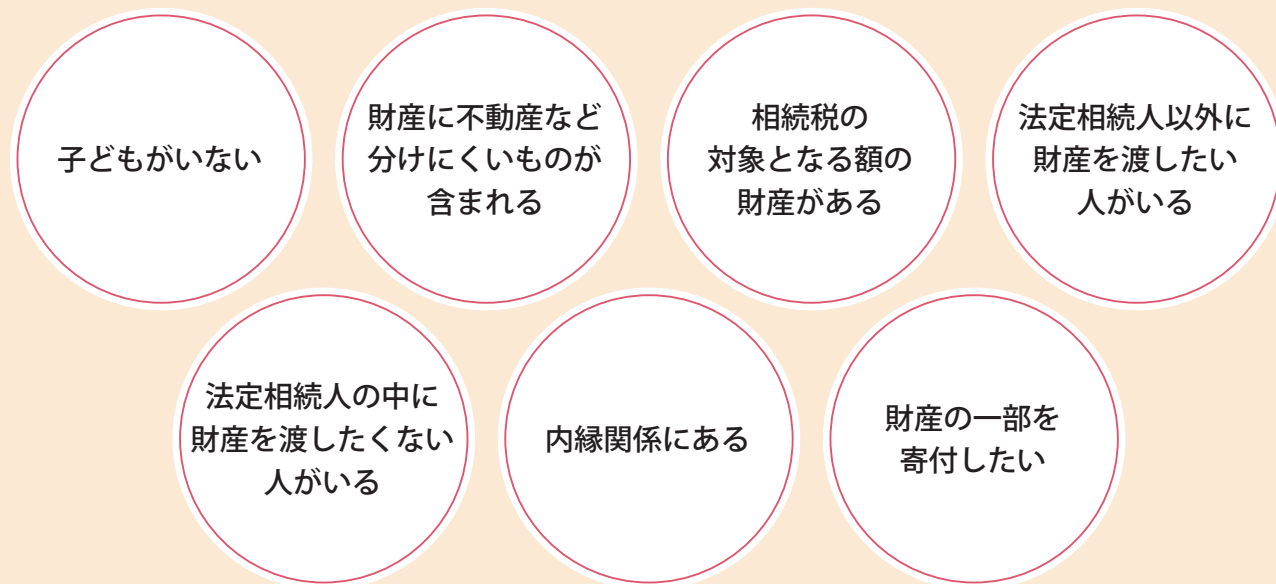 子どもがいない
財産に不動産など
分けにくいものが
含まれる
相続税の
対象となる額の
財産がある
法定相続人以外に
財産を渡したい
人がいる
法定相続人の中に
財産を渡したくない
人がいる
内縁関係にある
財産の一部を
寄付したい